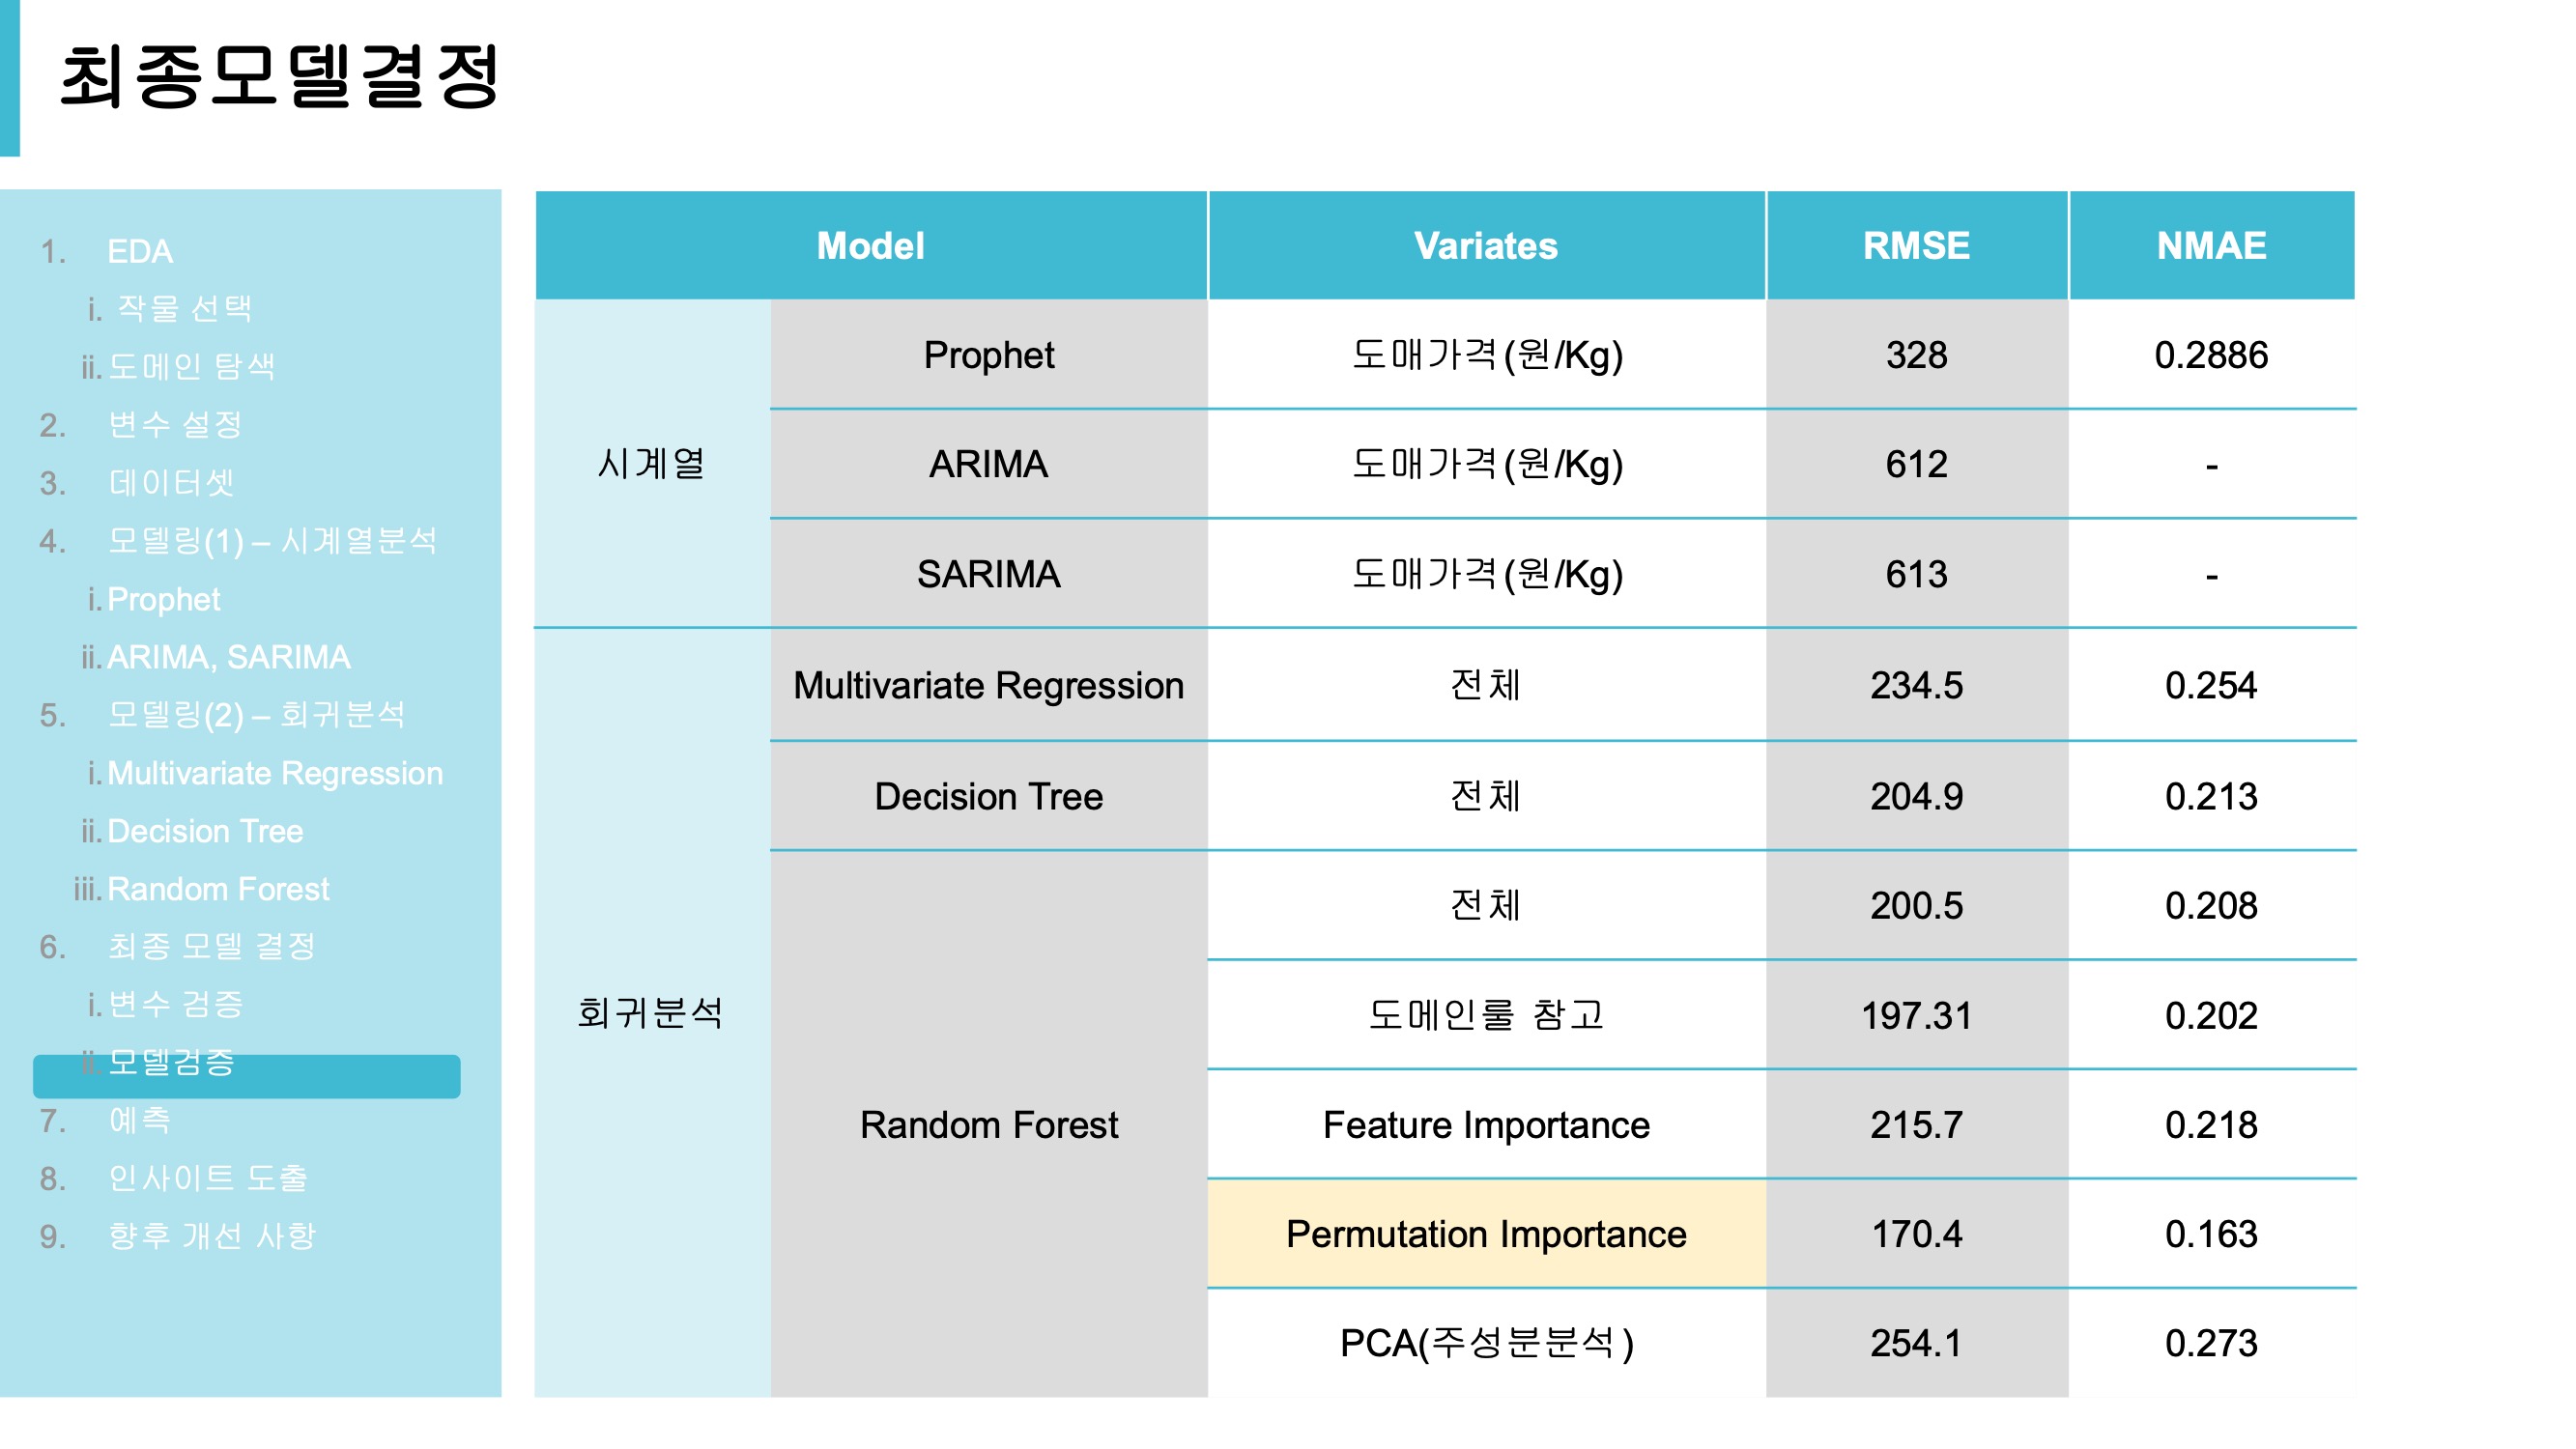 최종모델결정
1. EDA
i. 작물 선택
ii. 도메인 탐색
2. 변수 설정
3. 데이터셋
4. 모델링(1) – 시계열분석
i. Prophet
ii. ARIMA, SARIMA
5. 모델링(2) – 회귀분석
i. Multivariate Regression
ii. Decision Tree
iii. Random Forest
6. 최종 모델 결정
i. 변수 검증
ii. 모델검증
7. 예측
8. 인사이트 도출
9. 향후 개선 사항
Model Variates RMSE NMAE
시계열
Prophet 도매가격(원/Kg) 328 0.2886
ARIMA 도매가격(원/Kg) 612 -
SARIMA 도매가격(원/Kg) 613 -
회귀분석
Multivariate Regression 전체 234.5 0.254
Decision Tree 전체 204.9 0.213
Random Forest
전체 200.5 0.208
도메인룰 참고 197.31 0.202
Feature Importance 215.7 0.218
Permutation Importance 170.4 0.163
PCA(주성분분석) 254.1 0.273